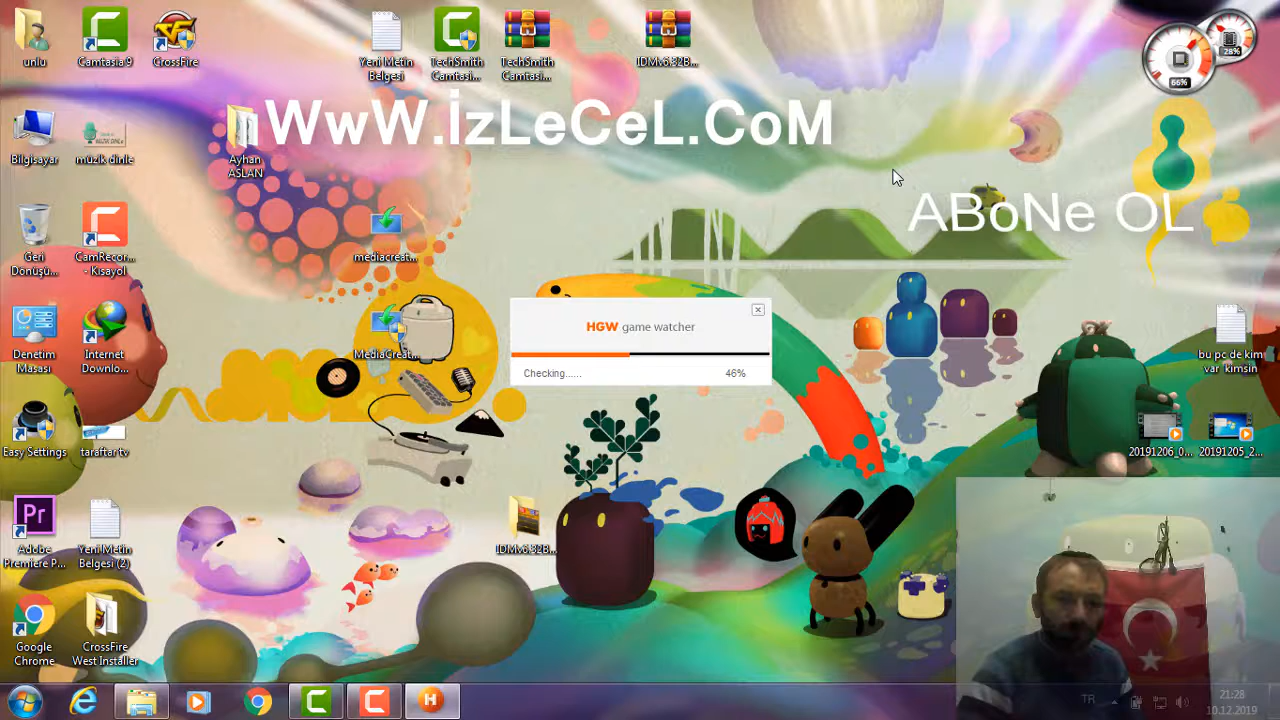 unlu
Camtasia 9
CrossFire
Yeni Metin
Belgesi
TechSmith
Camtasi...
TechSmith
Camtasi...
IDMv6.32B...
28%
66%
WwW.İzLeCeL.CoM
Bilgisayar
müzik dinle
Ayhan
ASLAN
ABoNe OL
Geri
Dönüşü...
CamRecor...
- Kısayol
mediacreat...
HGW game watcher
Checking......
46%
Denetim
Masası
Internet
Downlo...
MediaCreat...
bu pc de kim
var kimsin
Easy Settings
taraftar tv
20191206_0...
20191205_2...
Pr
Adobe
Premiere P...
Yeni Metin
Belgesi (2)
IDMv6.32B...
Google
Chrome
CrossFire
West Installer
H
TR
21:28
10.12.2019